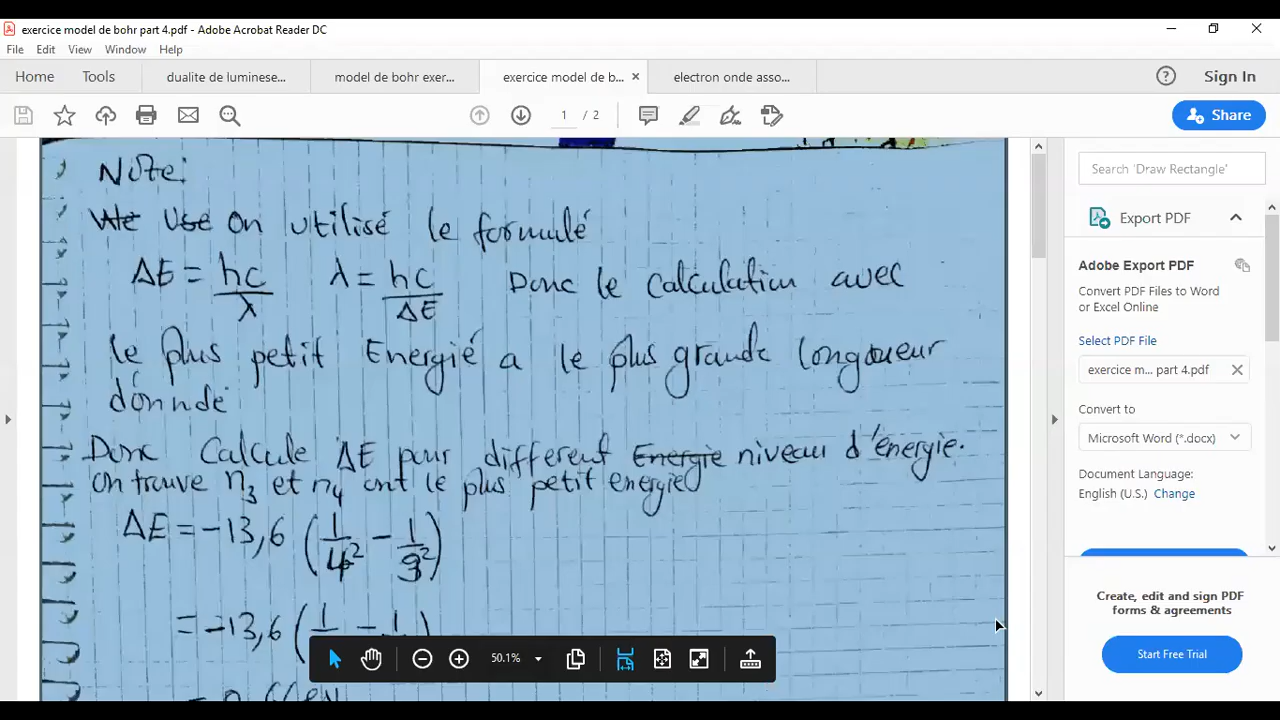 exercice model de bohr part 4.pdf - Adobe Acrobat Reader DC
File Edit View Window Help
Home Tools dualite de luminese... model de bohr exer... exercice model de b... × electron onde asso... ? Sign In
1 / 2 Share
Note:
We Use On utilisé le formulé
ΔE = hc/λ λ = hc/ΔE Donc le calculation avec
le plus petit Energié a le plus grande longueur
dónnde
Donc Calcule ΔE pour different Energie niveur d'énergie.
On trouve n3 et n4 ont le plus petit energie
ΔE = -13,6 (1/4² - 1/3²)
= -13,6 (1 - 1)
50.1%
Search 'Draw Rectangle'
Export PDF
Adobe Export PDF
Convert PDF Files to Word
or Excel Online
Select PDF File
exercice m... part 4.pdf ×
Convert to
Microsoft Word (*.docx)
Document Language:
English (U.S.) Change
Create, edit and sign PDF
forms & agreements
Start Free Trial